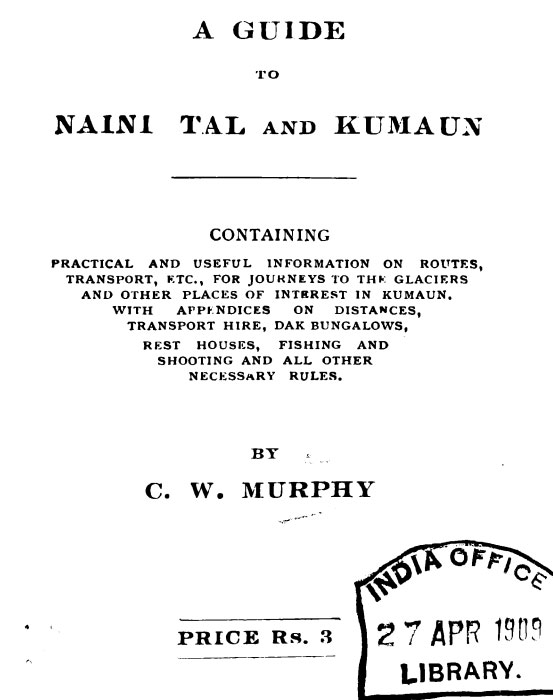 A GUIDE
TO
NAINI TAL AND KUMAUN
CONTAINING
PRACTICAL AND USEFUL INFORMATION ON ROUTES,
TRANSPORT, ETC., FOR JOURNEYS TO THE GLACIERS
AND OTHER PLACES OF INTEREST IN KUMAUN.
WITH APPENDICES ON DISTANCES,
TRANSPORT HIRE, DAK BUNGALOWS,
REST HOUSES, FISHING AND
SHOOTING AND ALL OTHER
NECESSARY RULES.
BY
C. W. MURPHY
PRICE Rs. 3
INDIA OFFICE
27 APR 1909
LIBRARY.